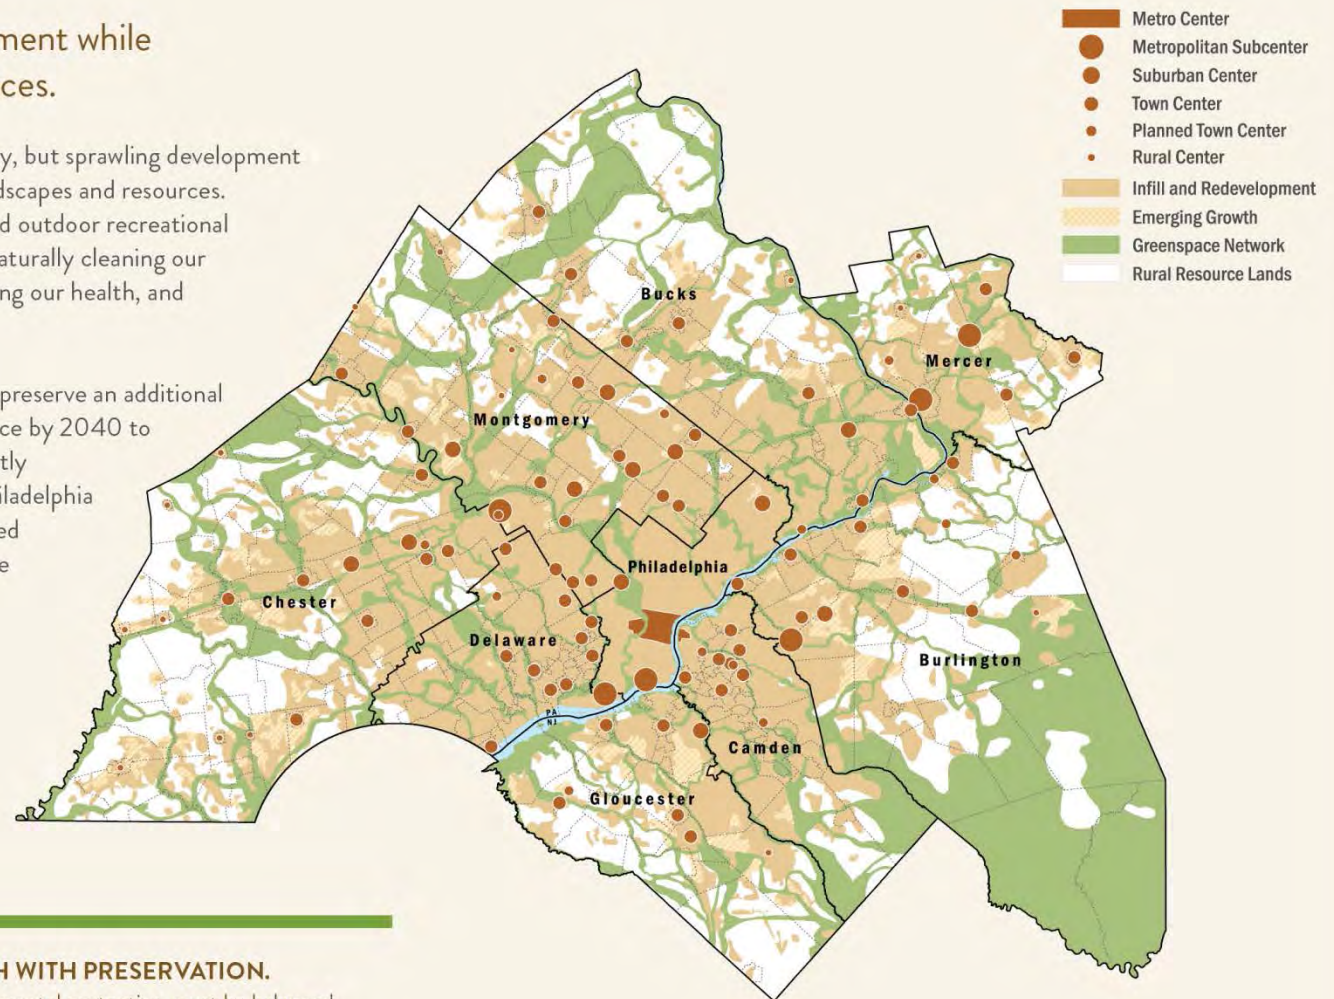 ment while
ces.
y, but sprawling development
dscapes and resources.
d outdoor recreational
aturally cleaning our
ng our health, and
preserve an additional
ce by 2040 to
tly
iladelphia
ed
e
H WITH PRESERVATION.
Metro Center
Metropolitan Subcenter
Suburban Center
Town Center
Planned Town Center
Rural Center
Infill and Redevelopment
Emerging Growth
Greenspace Network
Rural Resource Lands
Bucks
Mercer
Montgomery
Philadelphia
Chester
Delaware
Burlington
PA
NJ
Camden
Gloucester